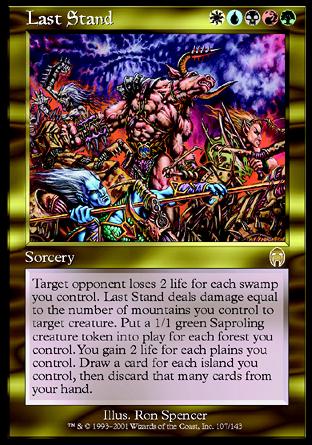 Last Stand
Sorcery
Target opponent loses 2 life for each swamp
you control. Last Stand deals damage equal
to the number of mountains you control to
target creature. Put a 1/1 green Saproling
creature token into play for each forest you
control. You gain 2 life for each plains you
control. Draw a card for each island you
control, then discard that many cards from
your hand.
Illus. Ron Spencer
™ & © 1993–2001 Wizards of the Coast, Inc. 107/143